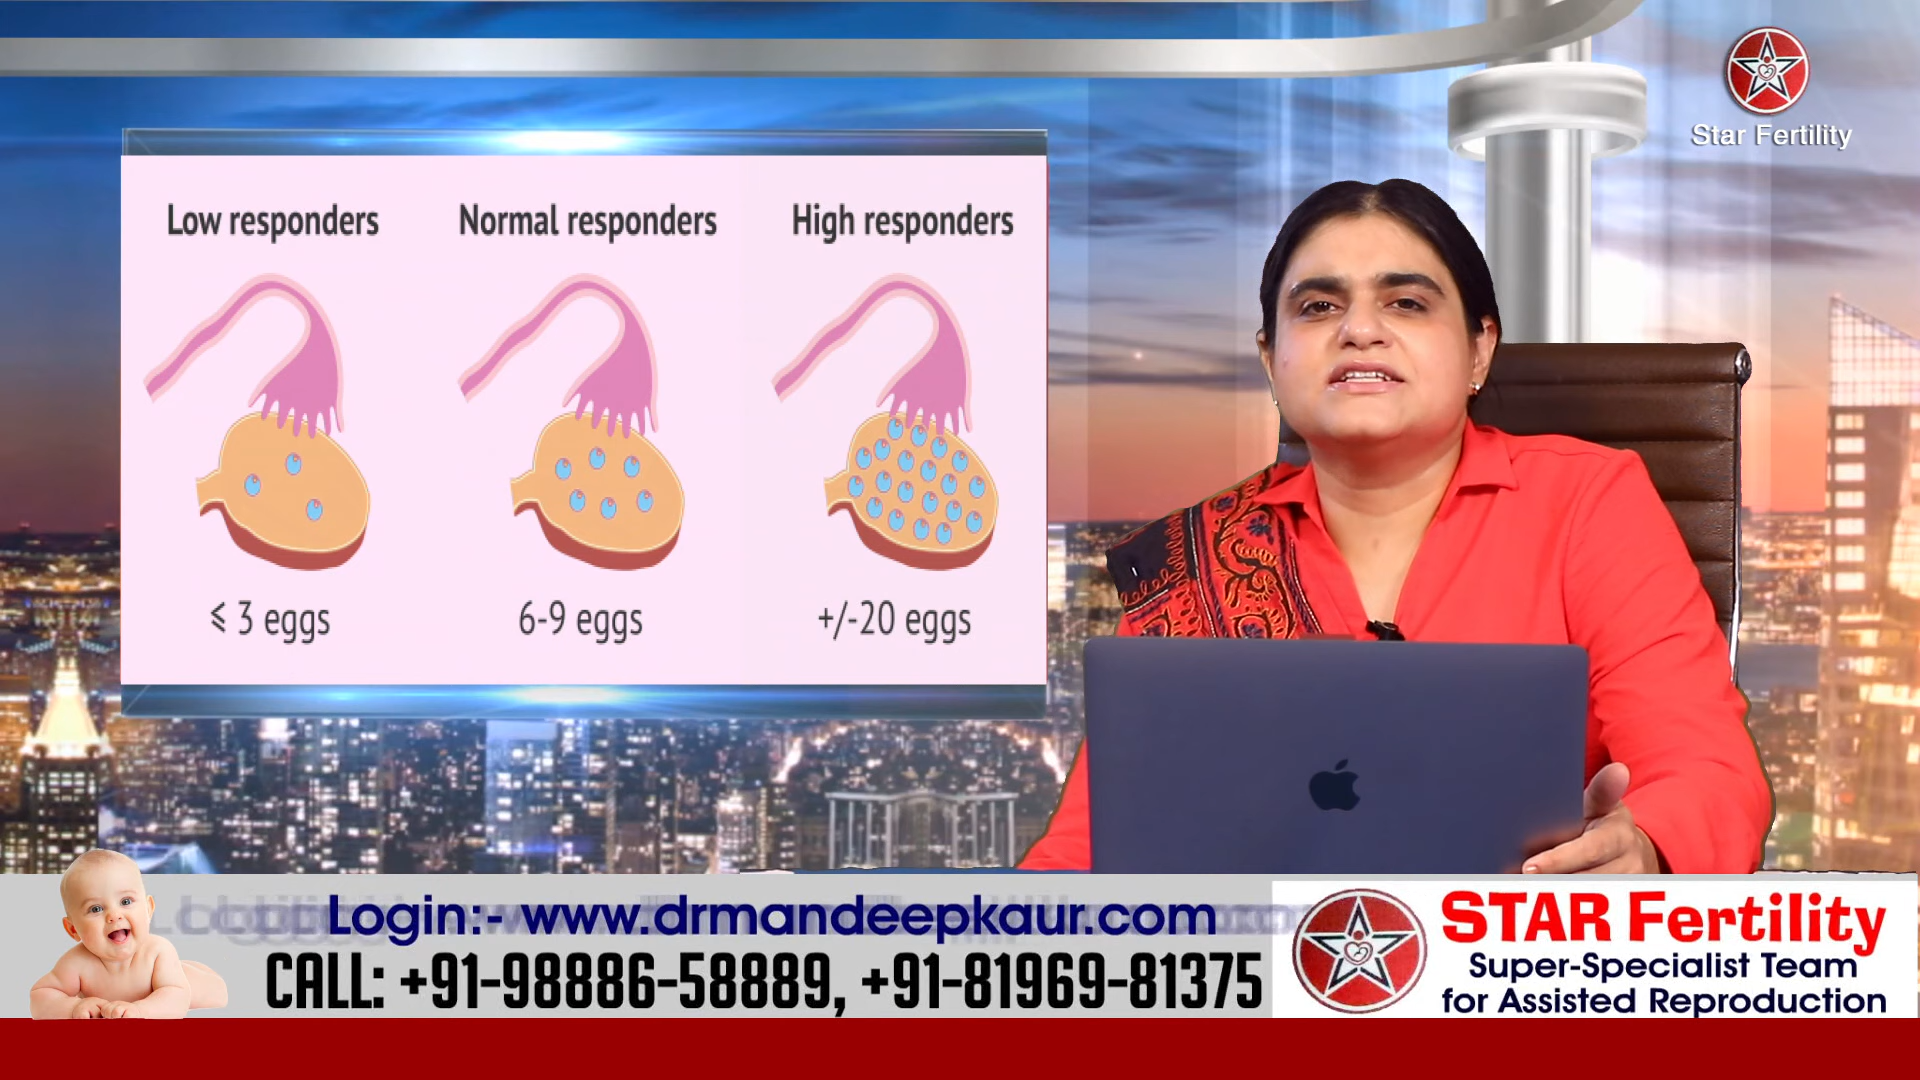 Star Fertility
Low responders
Normal responders
High responders
⩽ 3 eggs
6-9 eggs
+/-20 eggs
Login:- www.drmandeepkaur.com
CALL: +91-98886-58889, +91-81969-81375
STAR Fertility
Super-Specialist Team
for Assisted Reproduction